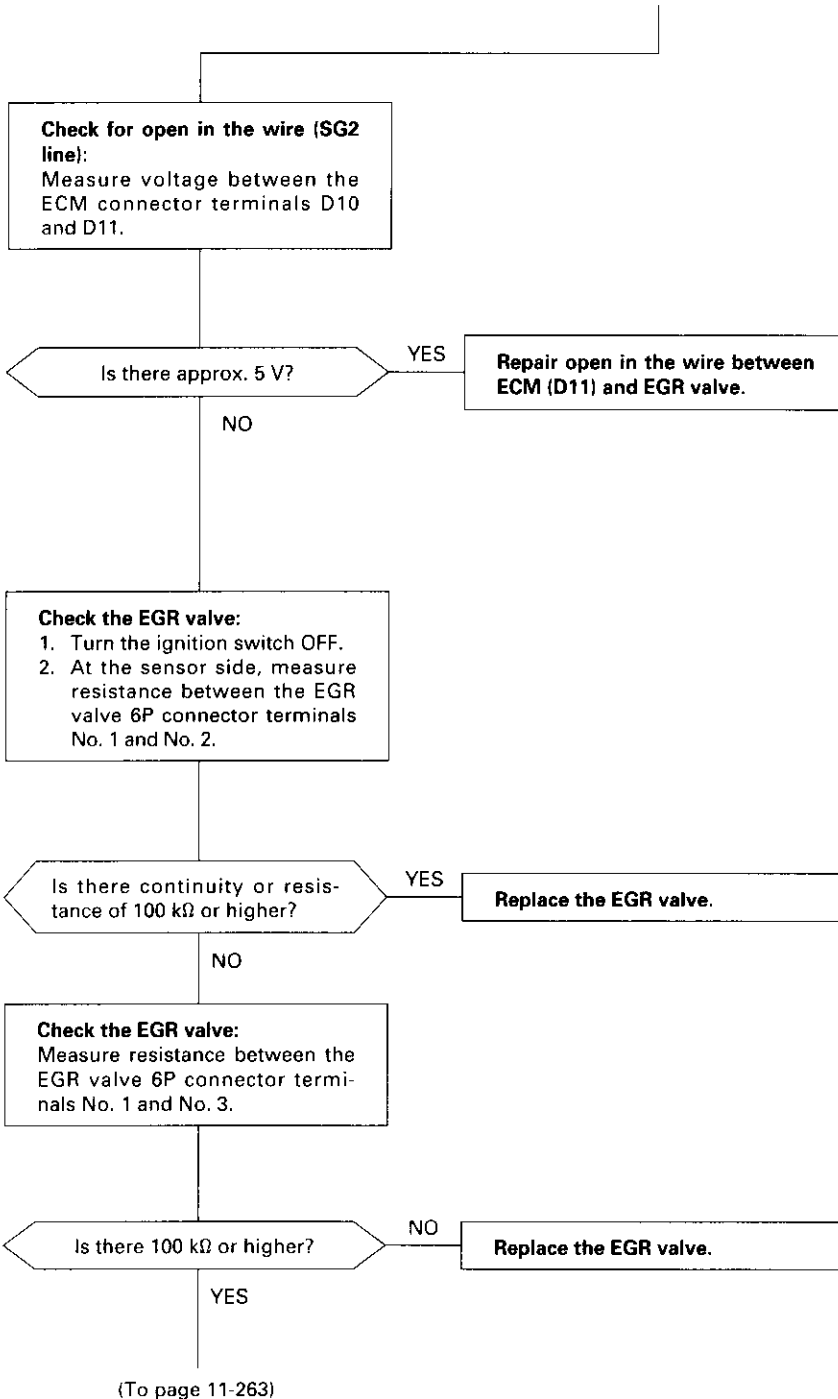 Check for open in the wire (SG2
line):
Measure voltage between the
ECM connector terminals D10
and D11.
Is there approx. 5 V?
YES
Repair open in the wire between
ECM (D11) and EGR valve.
NO
Check the EGR valve:
1. Turn the ignition switch OFF.
2. At the sensor side, measure
resistance between the EGR
valve 6P connector terminals
No. 1 and No. 2.
Is there continuity or resis-
tance of 100 kΩ or higher?
YES
Replace the EGR valve.
NO
Check the EGR valve:
Measure resistance between the
EGR valve 6P connector termi-
nals No. 1 and No. 3.
Is there 100 kΩ or higher?
NO
Replace the EGR valve.
YES
(To page 11-263)